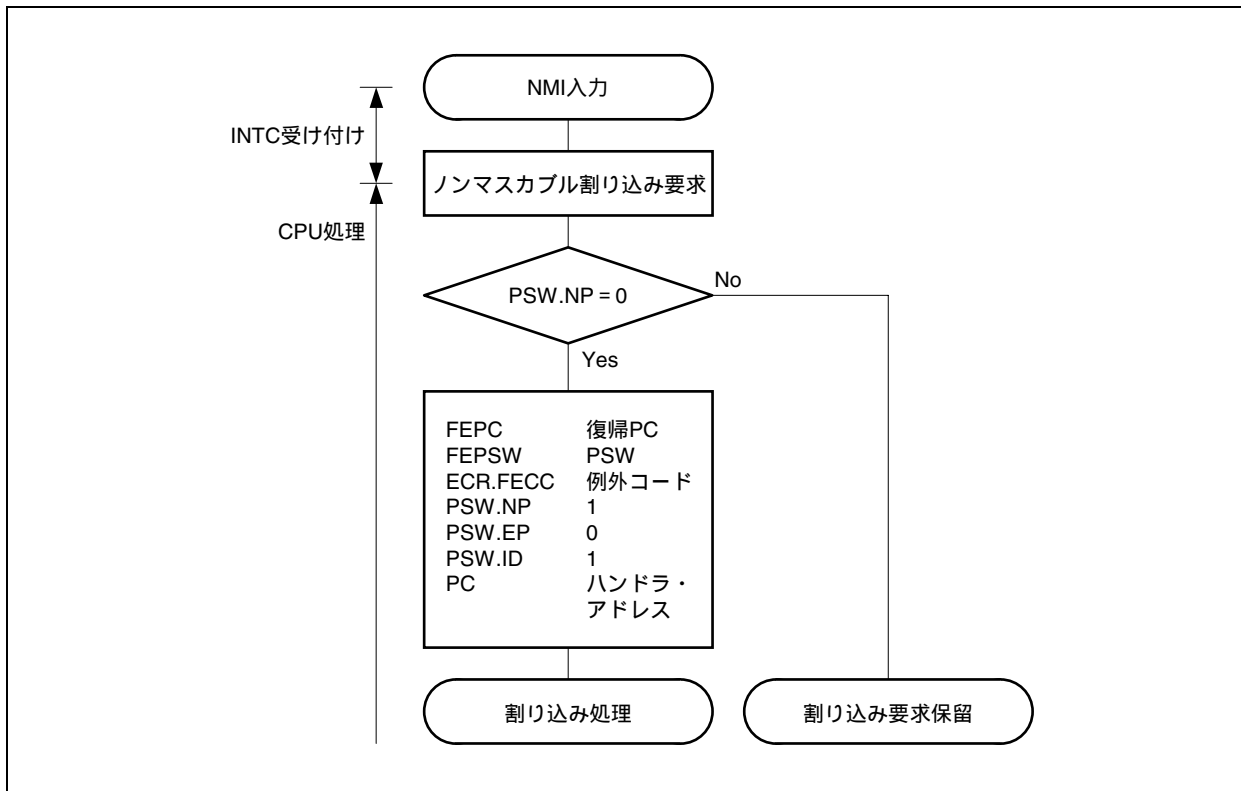 NMI入力
INTC受け付け
ノンマスカブル割り込み要求
CPU処理
PSW.NP = 0
No
Yes
FEPC 復帰PC
FEPSW PSW
ECR.FECC 例外コード
PSW.NP 1
PSW.EP 0
PSW.ID 1
PC ハンドラ・
アドレス
割り込み処理
割り込み要求保留